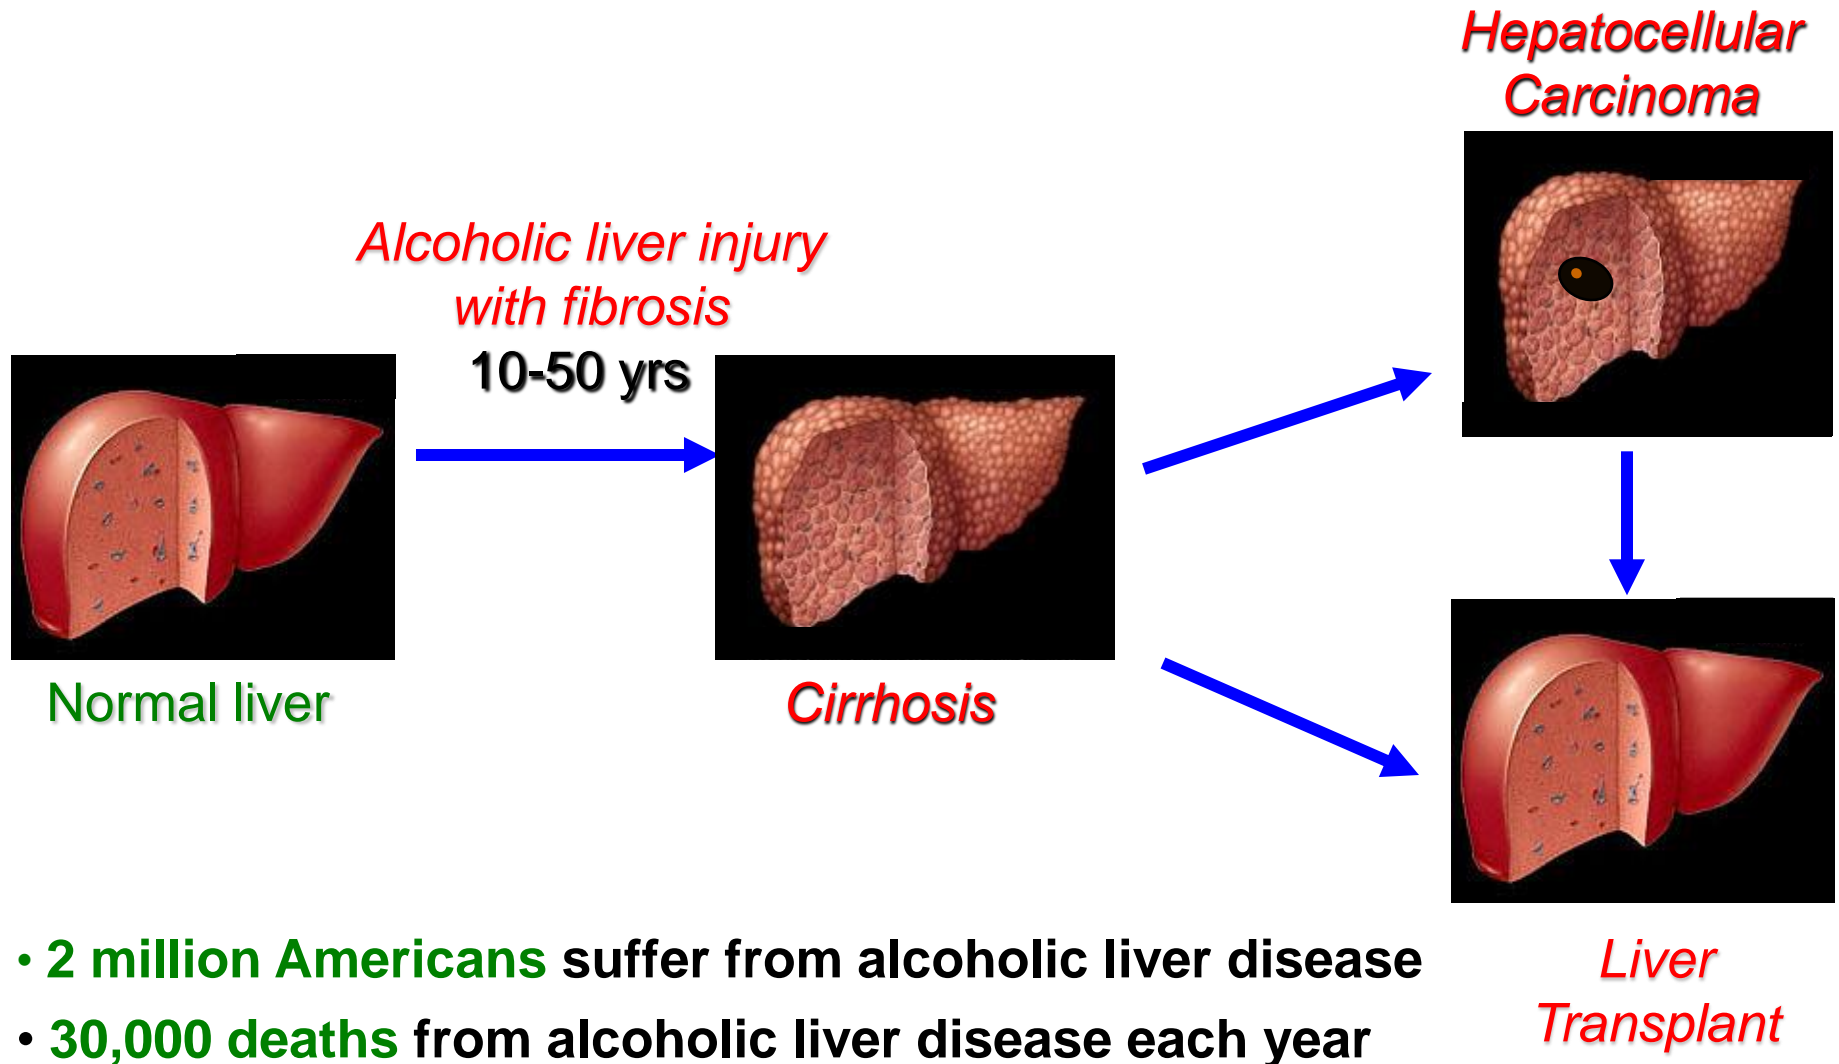 Hepatocellular
Carcinoma
Alcoholic liver injury
with fibrosis
10-50 yrs
Normal liver
Cirrhosis
• 2 million Americans suffer from alcoholic liver disease
• 30,000 deaths from alcoholic liver disease each year
Liver
Transplant